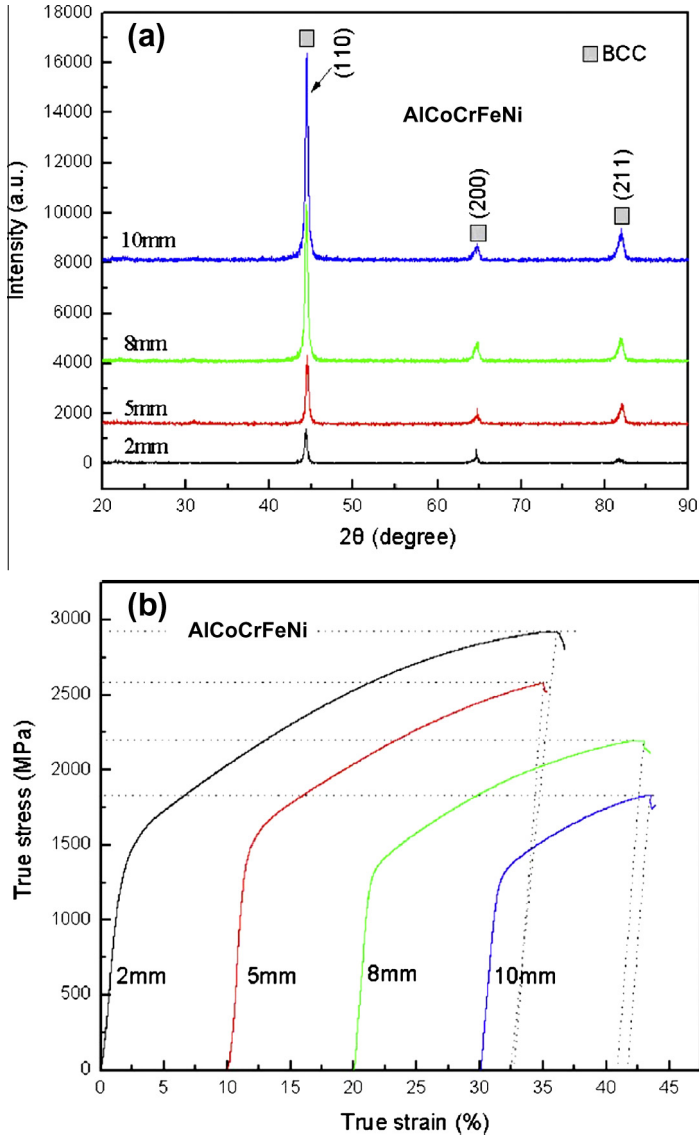 18000
(a)
(110)
BCC
16000
14000
AlCoCrFeNi
12000
(200)
(211)
10000
10mm
8000
8mm
6000
4000
5mm
2000
2mm
0
Intensity (a.u.)
20 30 40 50 60 70 80 90
2θ (degree)
(b)
3000
AlCoCrFeNi
2500
2000
1500
1000
500
0
True stress (MPa)
2mm 5mm 8mm 10mm
0 5 10 15 20 25 30 35 40 45
True strain (%)